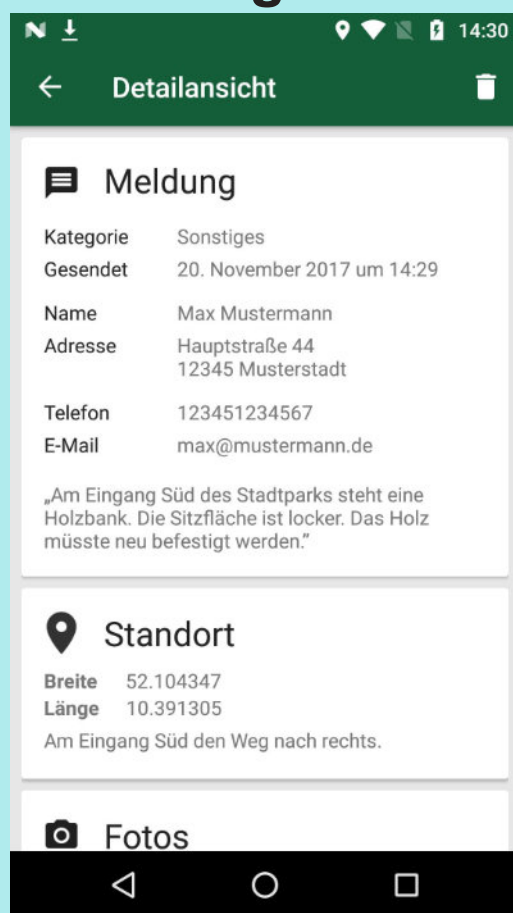 14:30
Detailansicht
Meldung
Kategorie Sonstiges
Gesendet 20. November 2017 um 14:29
Name Max Mustermann
Adresse Hauptstraße 44
12345 Musterstadt
Telefon 123451234567
E-Mail max@mustermann.de
„Am Eingang Süd des Stadtparks steht eine
Holzbank. Die Sitzfläche ist locker. Das Holz
müsste neu befestigt werden.”
Standort
Breite 52.104347
Länge 10.391305
Am Eingang Süd den Weg nach rechts.
Fotos